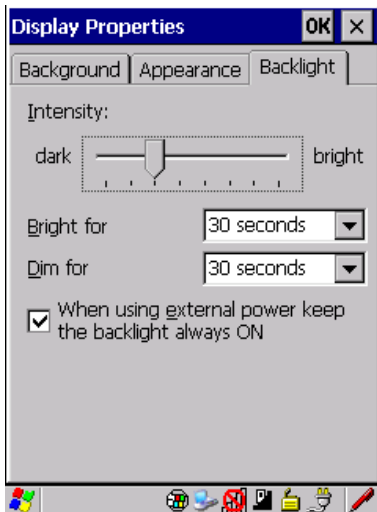 Display Properties OK ×
Background Appearance Backlight
Intensity:
dark bright
Bright for 30 seconds
Dim for 30 seconds
When using external power keep
the backlight always ON